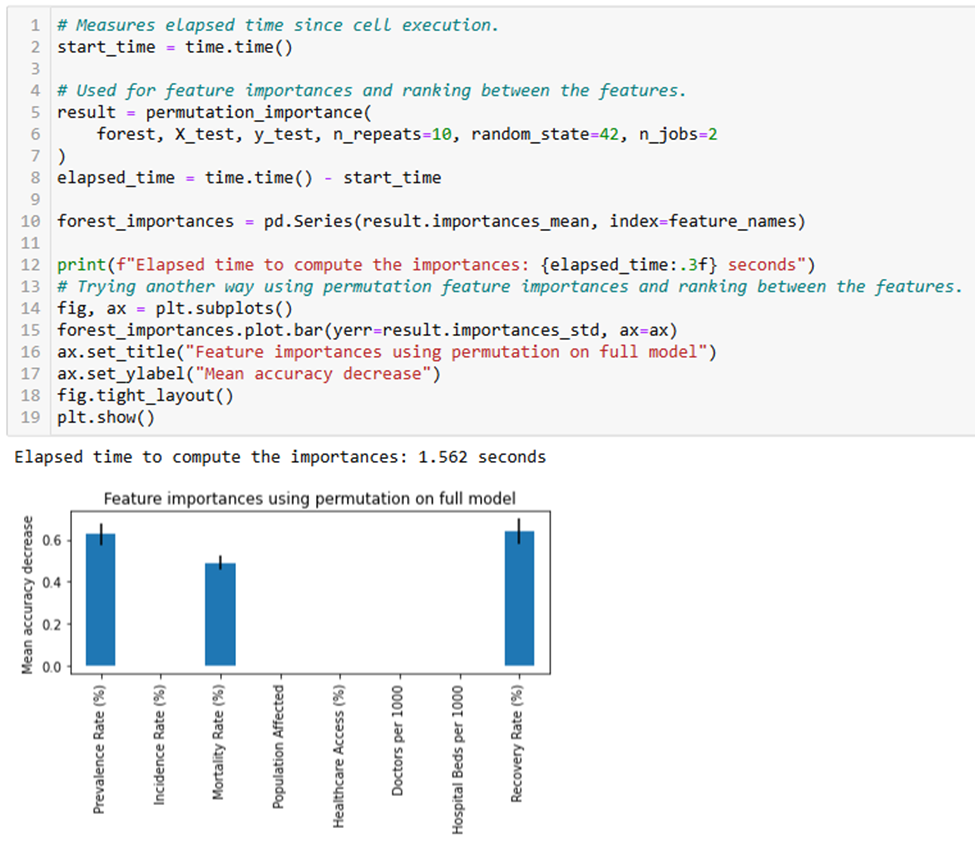 1 # Measures elapsed time since cell execution.
2 start_time = time.time()
3
4 # Used for feature importances and ranking between the features.
5 result = permutation_importance(
6     forest, X_test, y_test, n_repeats=10, random_state=42, n_jobs=2
7 )
8 elapsed_time = time.time() - start_time
9
10 forest_importances = pd.Series(result.importances_mean, index=feature_names)
11
12 print(f"Elapsed time to compute the importances: {elapsed_time:.3f} seconds")
13 # Trying another way using permutation feature importances and ranking between the features.
14 fig, ax = plt.subplots()
15 forest_importances.plot.bar(yerr=result.importances_std, ax=ax)
16 ax.set_title("Feature importances using permutation on full model")
17 ax.set_ylabel("Mean accuracy decrease")
18 fig.tight_layout()
19 plt.show()
Elapsed time to compute the importances: 1.562 seconds
Feature importances using permutation on full model
Mean accuracy decrease
0.6
0.4
0.2
0.0
Prevalence Rate (%)
Incidence Rate (%)
Mortality Rate (%)
Population Affected
Healthcare Access (%)
Doctors per 1000
Hospital Beds per 1000
Recovery Rate (%)